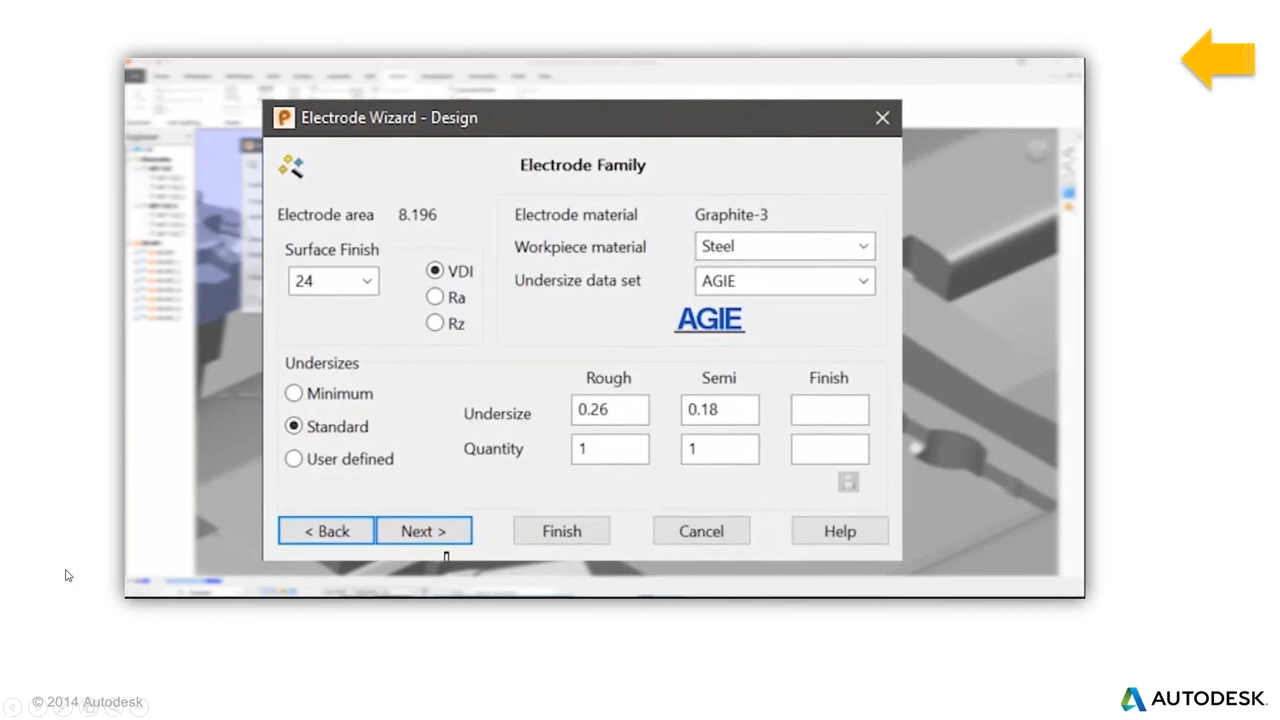 Electrode Wizard - Design
Electrode Family
Electrode area 8.196
Electrode material Graphite-3
Surface Finish
Workpiece material Steel
24
VDI
Undersize data set AGIE
Ra
Rz
AGIE
Undersizes
Rough Semi Finish
Minimum
Undersize 0.26 0.18
Standard
Quantity 1 1
User defined
< Back Next > Finish Cancel Help
© 2014 Autodesk
AUTODESK.